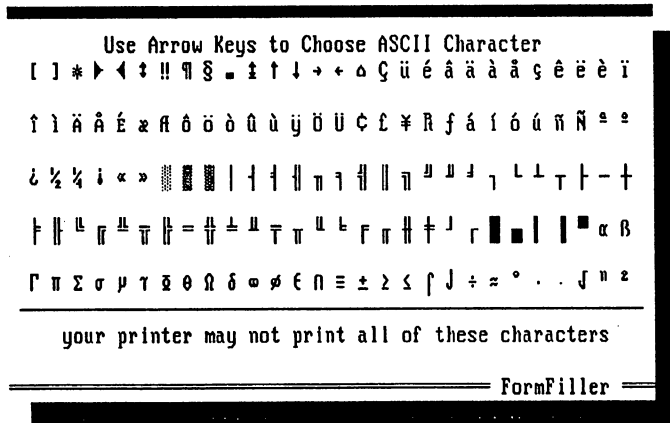 Use Arrow Keys to Choose ASCII Character
[ ] * ► ◄ ↕ ‼ ¶ § ▬ ↨ ↑ ↓ → ← ⌂ Ç ü é â ä à å ç ê ë è ï
î ì Ä Å É æ Æ ô ö ò û ù ÿ Ö Ü ¢ £ ¥ ₧ ƒ á í ó ú ñ Ñ ª º
¿ ½ ¼ ¡ « » ░ ▒ ▓ │ ┤ ╡ ╢ ╖ ╕ ╣ ║ ╗ ╝ ╜ ╛ ┐ └ ┴ ┬ ├ ─ ┼
╞ ╟ ╚ ╔ ╩ ╦ ╠ ═ ╬ ╧ ╨ ╤ ╥ ╙ ╘ ╒ ╓ ╫ ╪ ┘ ┌ █ ▄ ▌ ▐ ▀ α ß
Γ π Σ σ µ τ Φ Θ Ω δ ∞ φ ε ∩ ≡ ± ≥ ≤ ⌠ ⌡ ÷ ≈ ° ∙ · √ ⁿ ²
your printer may not print all of these characters
FormFiller